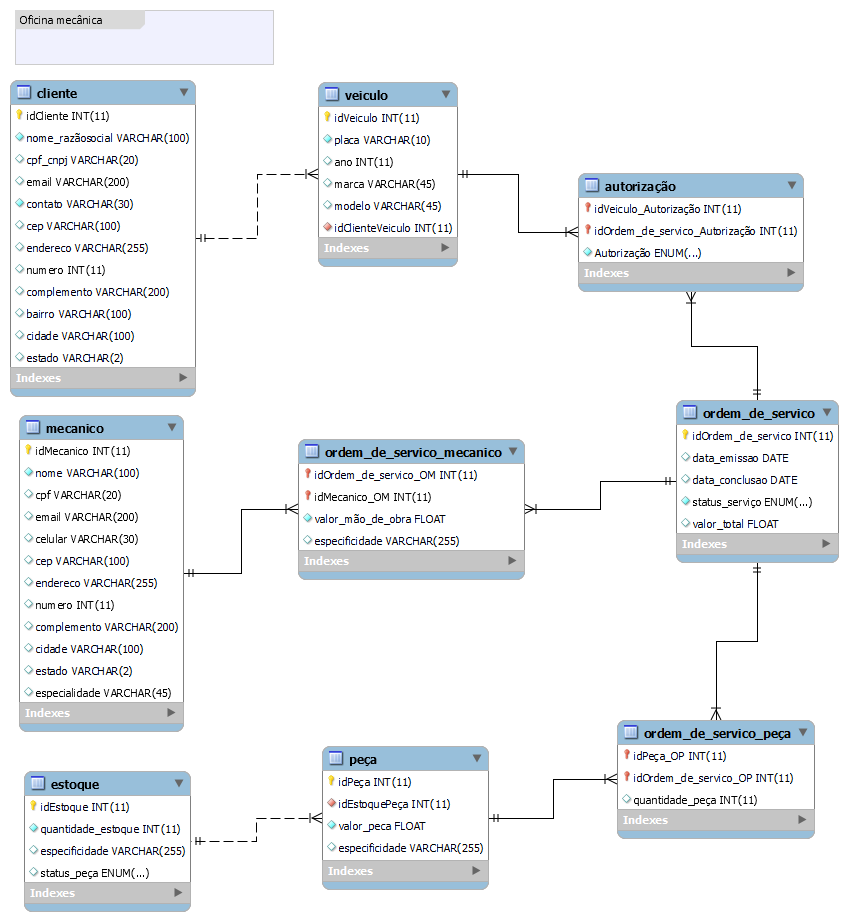 Oficina mecânica
cliente
idCliente INT(11)
nome_razãosocial VARCHAR(100)
cpf_cnpj VARCHAR(20)
email VARCHAR(200)
contato VARCHAR(30)
cep VARCHAR(100)
endereco VARCHAR(255)
numero INT(11)
complemento VARCHAR(200)
bairro VARCHAR(100)
cidade VARCHAR(100)
estado VARCHAR(2)
Indexes
veiculo
idVeiculo INT(11)
placa VARCHAR(10)
ano INT(11)
marca VARCHAR(45)
modelo VARCHAR(45)
idClienteVeiculo INT(11)
Indexes
autorização
idVeiculo_Autorização INT(11)
idOrdem_de_servico_Autorização INT(11)
Autorização ENUM(...)
Indexes
mecanico
idMecanico INT(11)
nome VARCHAR(100)
cpf VARCHAR(20)
email VARCHAR(200)
celular VARCHAR(30)
cep VARCHAR(100)
endereco VARCHAR(255)
numero INT(11)
complemento VARCHAR(200)
cidade VARCHAR(100)
estado VARCHAR(2)
especialidade VARCHAR(45)
Indexes
ordem_de_servico_mecanico
idOrdem_de_servico_OM INT(11)
idMecanico_OM INT(11)
valor_mão_de_obra FLOAT
especificidade VARCHAR(255)
Indexes
ordem_de_servico
idOrdem_de_servico INT(11)
data_emissao DATE
data_conclusao DATE
status_serviço ENUM(...)
valor_total FLOAT
Indexes
estoque
idEstoque INT(11)
quantidade_estoque INT(11)
especificidade VARCHAR(255)
status_peça ENUM(...)
Indexes
peça
idPeça INT(11)
idEstoquePeça INT(11)
valor_peca FLOAT
especificidade VARCHAR(255)
Indexes
ordem_de_servico_peça
idPeça_OP INT(11)
idOrdem_de_servico_OP INT(11)
quantidade_peça INT(11)
Indexes